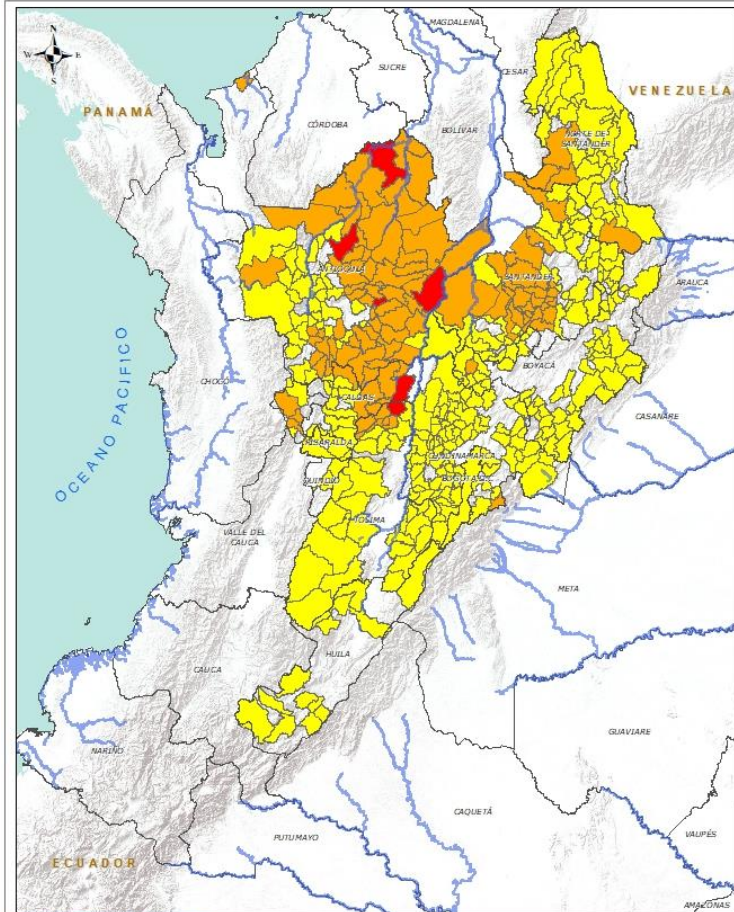 N
W E
S
MAGDALENA
CESAR
SUCRE
VENEZUELA
PANAMÁ
CÓRDOBA
BOLÍVAR
NORTE DE
SANTANDER
ANTIOQUIA
SANTANDER
ARAUCA
BOYACÁ
CHOCÓ
CALDAS
CASANARE
OCEANO PACIFICO
RISARALDA
CUNDINAMARCA
BOGOTÁ D.C.
QUINDIO
TOLIMA
VALLE DEL
CAUCA
META
HUILA
CAUCA
GUAVIARE
NARIÑO
CAQUETÁ
PUTUMAYO
VAUPÉS
ECUADOR
AMAZONAS